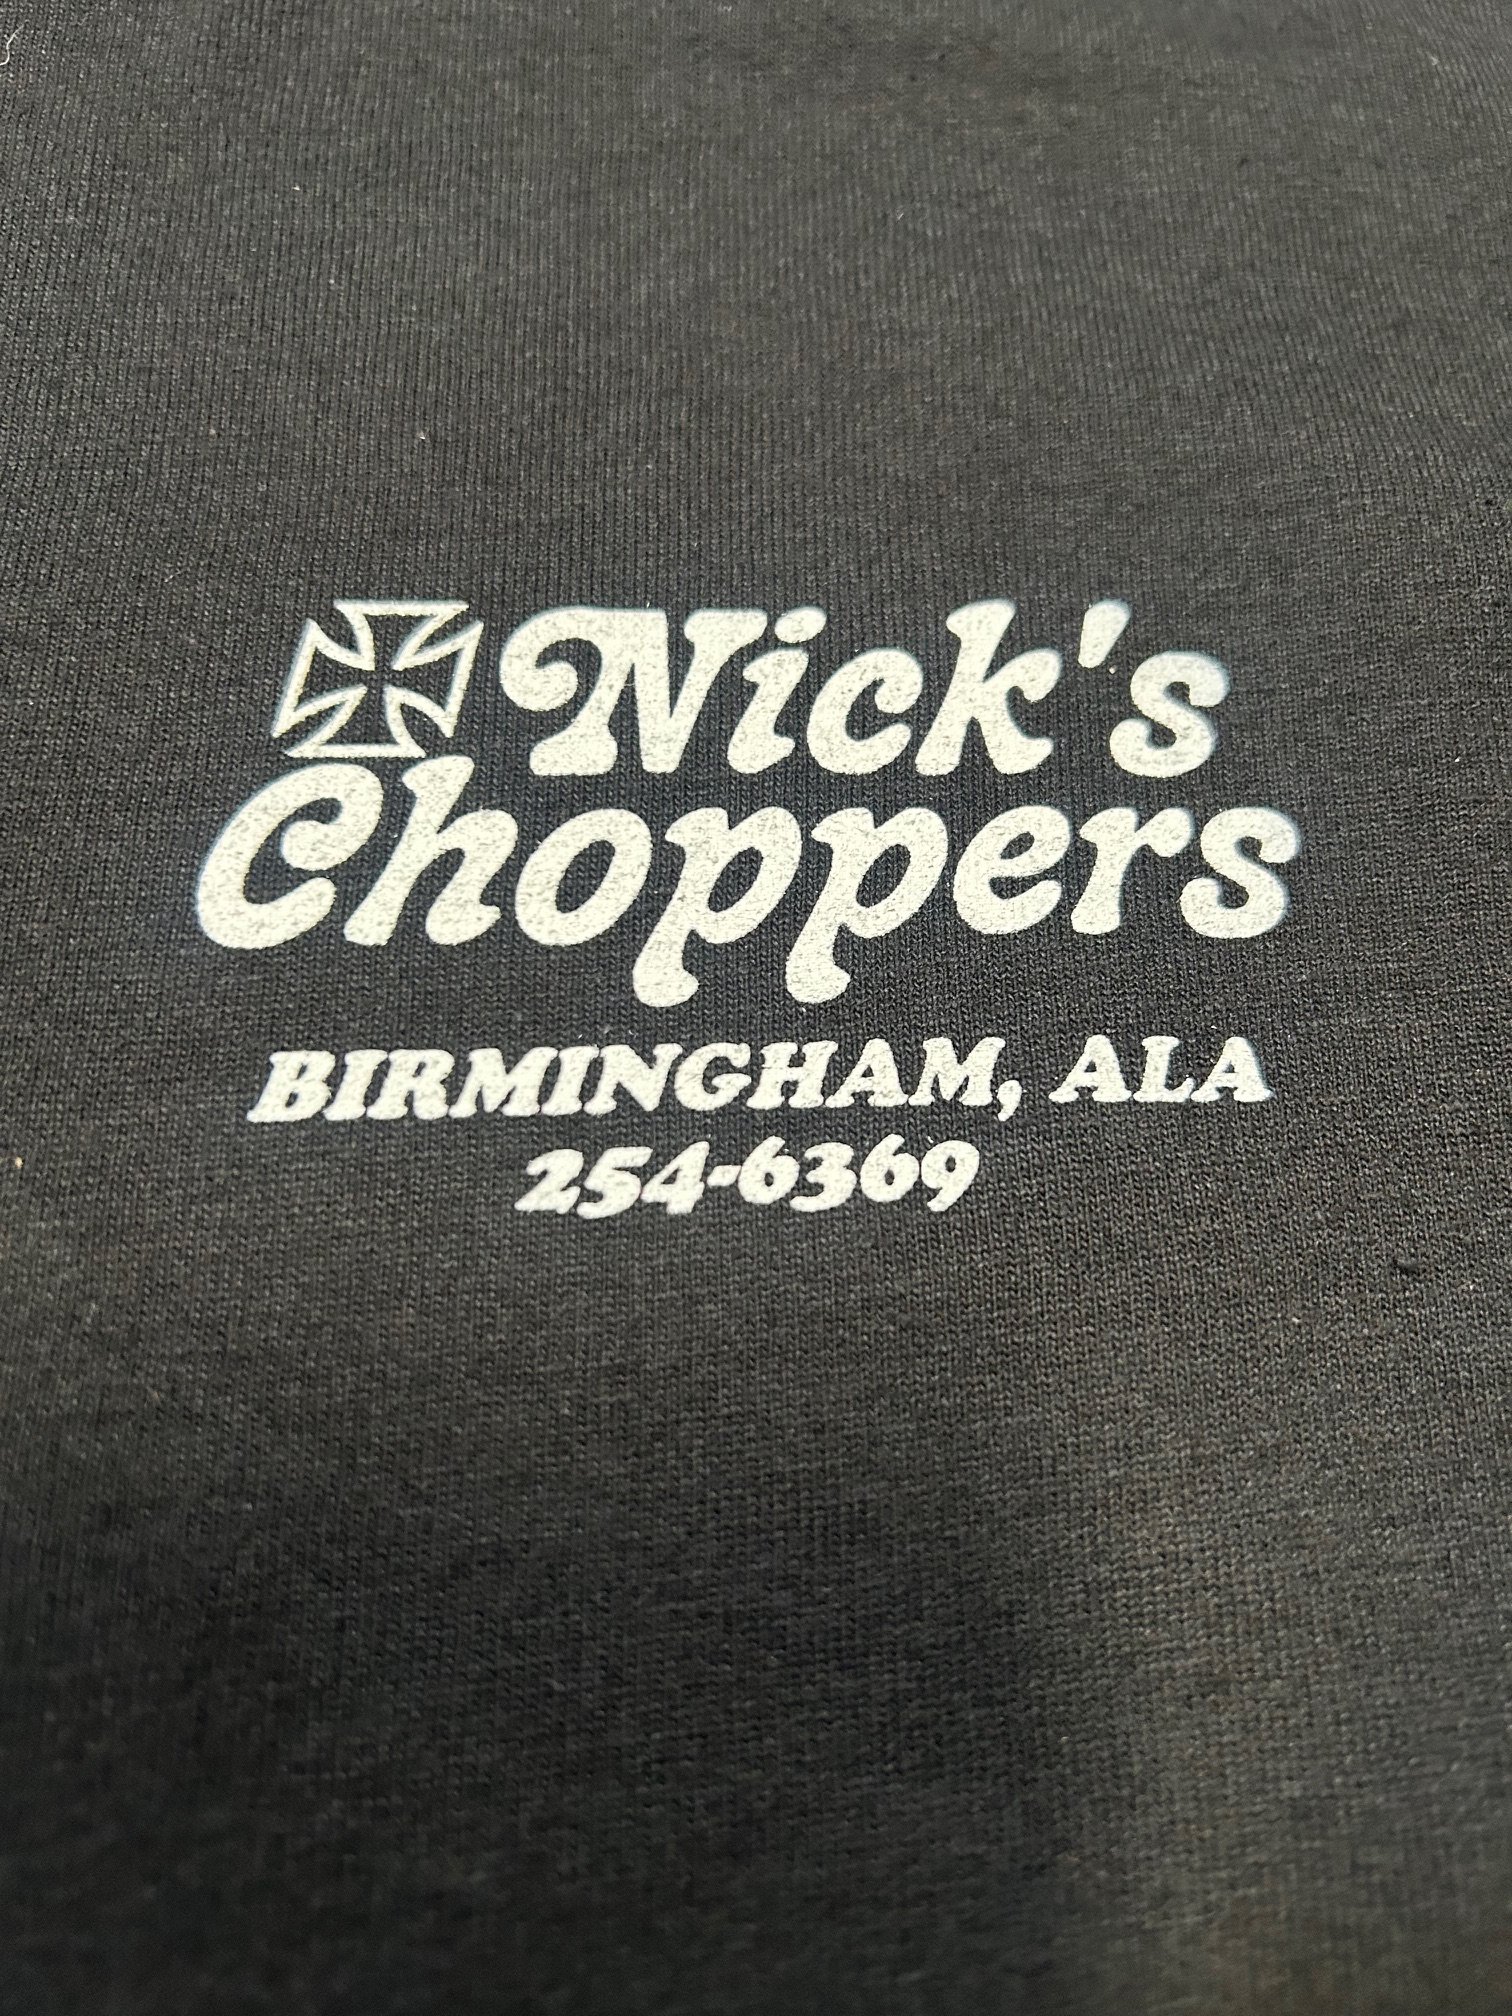 Nick's
Choppers
BIRMINGHAM, ALA
254-6369